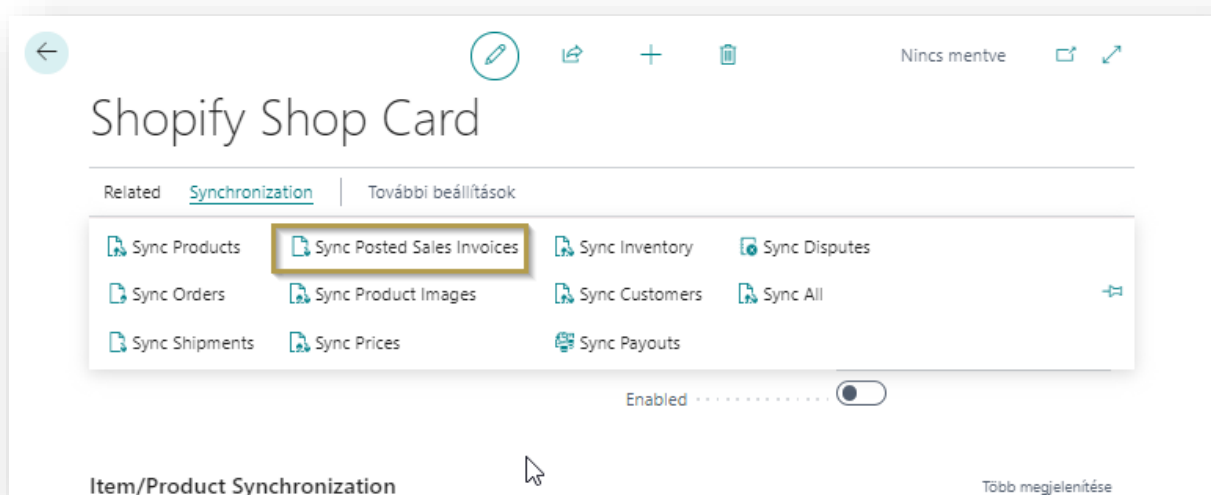 Nincs mentve
Shopify Shop Card
Related Synchronization További beállítások
Sync Products Sync Posted Sales Invoices Sync Inventory Sync Disputes
Sync Orders Sync Product Images Sync Customers Sync All
Sync Shipments Sync Prices Sync Payouts
Enabled
Item/Product Synchronization Több megjelenítése